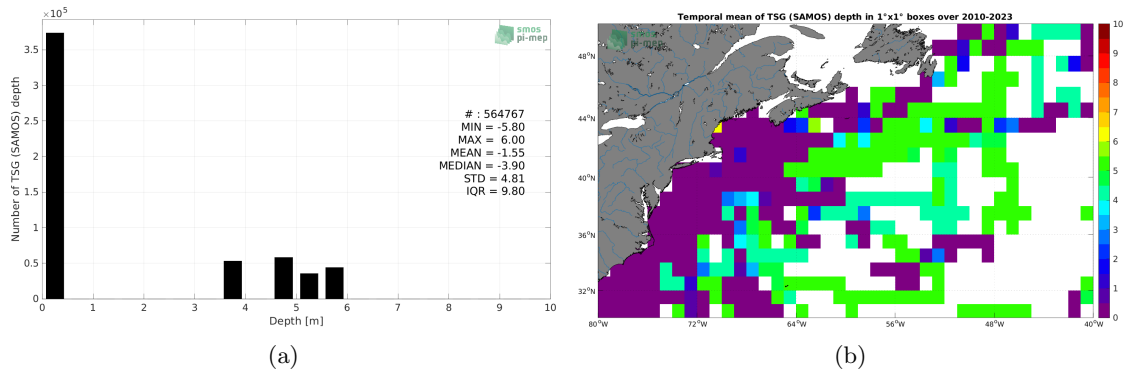 ×10⁵
smos
pi-mep
Number of TSG (SAMOS) depth
3.5
3
2.5
2
1.5
1
0.5
0
# : 564767
MIN = -5.80
MAX = 6.00
MEAN = -1.55
MEDIAN = -3.90
STD = 4.81
IQR = 9.80
0 1 2 3 4 5 6 7 8 9 10
Depth [m]
(a)
Temporal mean of TSG (SAMOS) depth in 1°x1° boxes over 2010-2023
smos
pi-mep
48°N
44°N
40°N
36°N
32°N
80°W 72°W 64°W 56°W 48°W 40°W
10
9
8
7
6
5
4
3
2
1
0
(b)